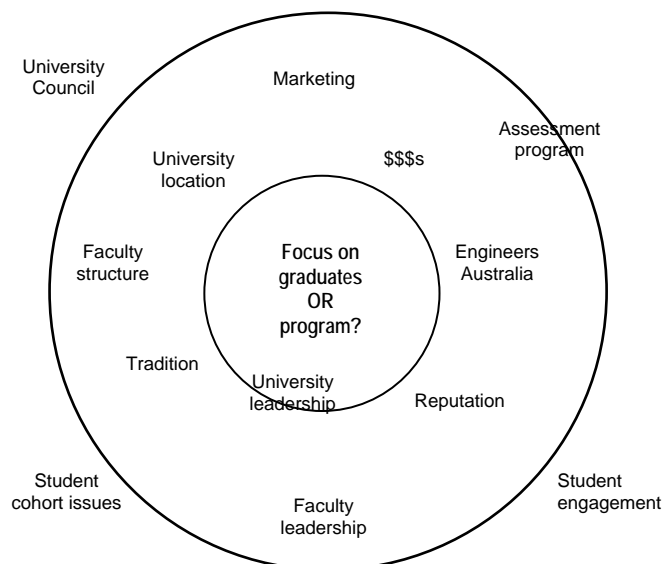 University
Council
Marketing
Assessment
program
University
location
$$$s
Faculty
structure
Focus on
graduates
OR
program?
Engineers
Australia
Tradition
University
leadership
Reputation
Student
cohort issues
Faculty
leadership
Student
engagement